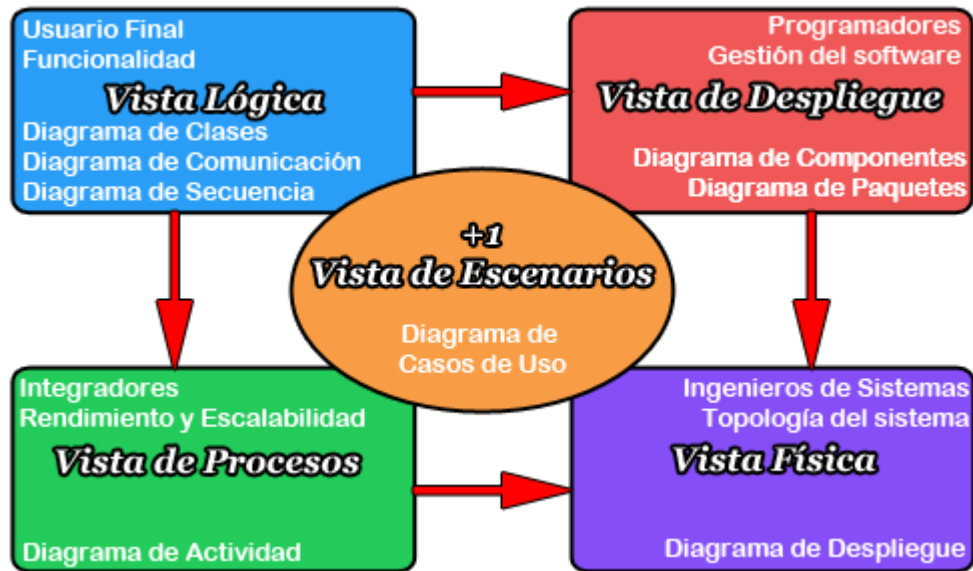 Usuario Final
Funcionalidad
Vista Lógica
Diagrama de Clases
Diagrama de Comunicación
Diagrama de Secuencia
Programadores
Gestión del software
Vista de Despliegue
Diagrama de Componentes
Diagrama de Paquetes
+1
Vista de Escenarios
Diagrama de
Casos de Uso
Integradores
Rendimiento y Escalabilidad
Vista de Procesos
Diagrama de Actividad
Ingenieros de Sistemas
Topología del sistema
Vista Física
Diagrama de Despliegue